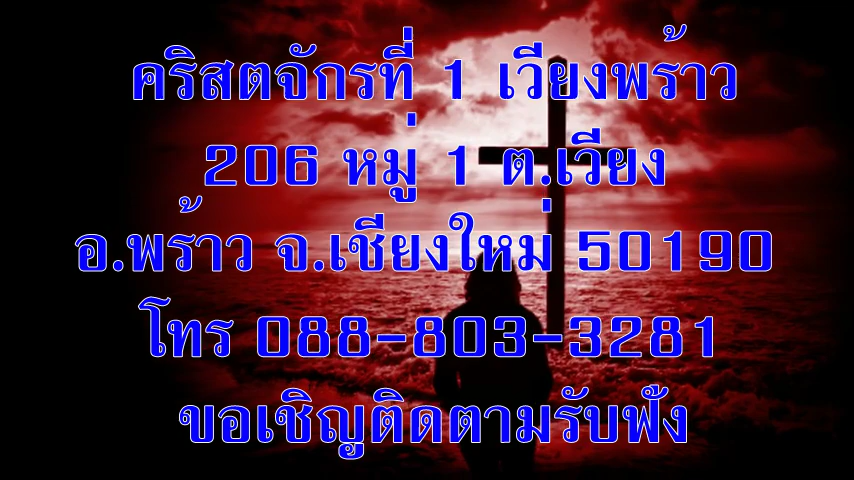 คริสตจักรที่ 1 เวียงพร้าว
206 หมู่ 1 ต.เวียง
อ.พร้าว จ.เชียงใหม่ 50190
โทร 088-803-3281
ขอเชิญติดตามรับฟัง